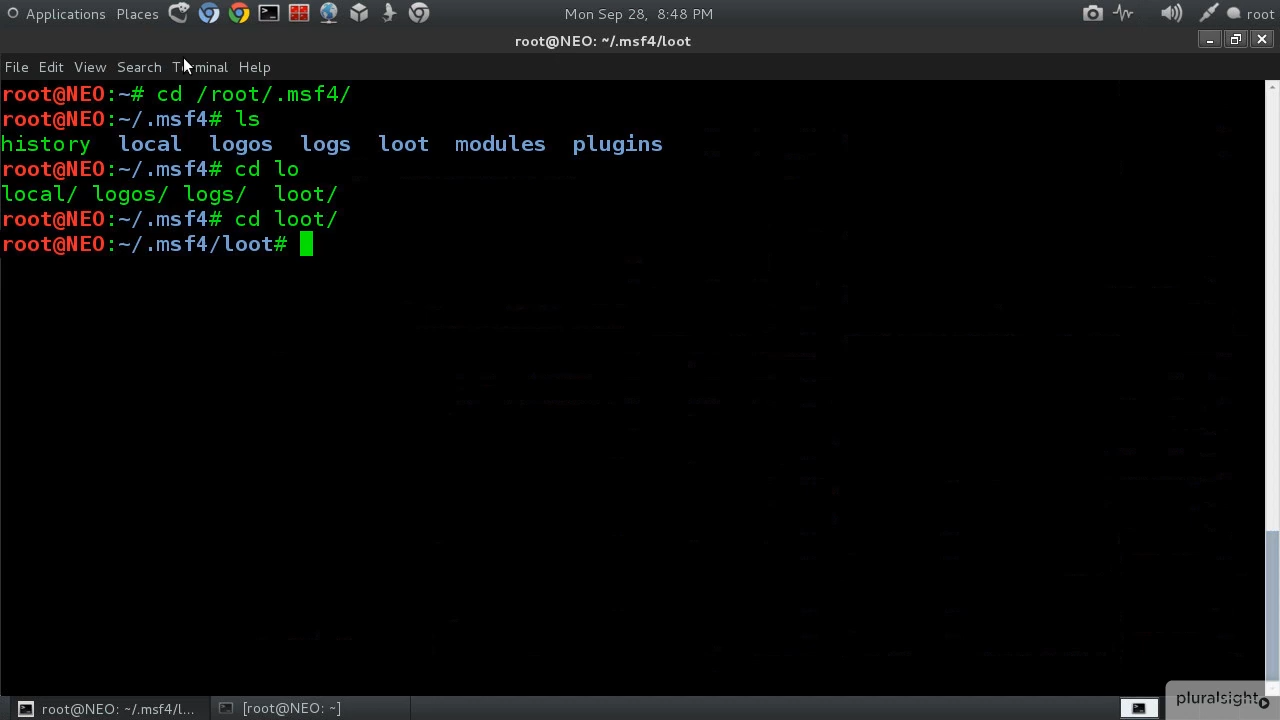 Applications Places Mon Sep 28, 8:48 PM root
root@NEO: ~/.msf4/loot
File Edit View Search Terminal Help
root@NEO:~# cd /root/.msf4/
root@NEO:~/.msf4# ls
history local logos logs loot modules plugins
root@NEO:~/.msf4# cd lo
local/ logos/ logs/ loot/
root@NEO:~/.msf4# cd loot/
root@NEO:~/.msf4/loot#
root@NEO: ~/.msf4/l... [root@NEO: ~]
pluralsight